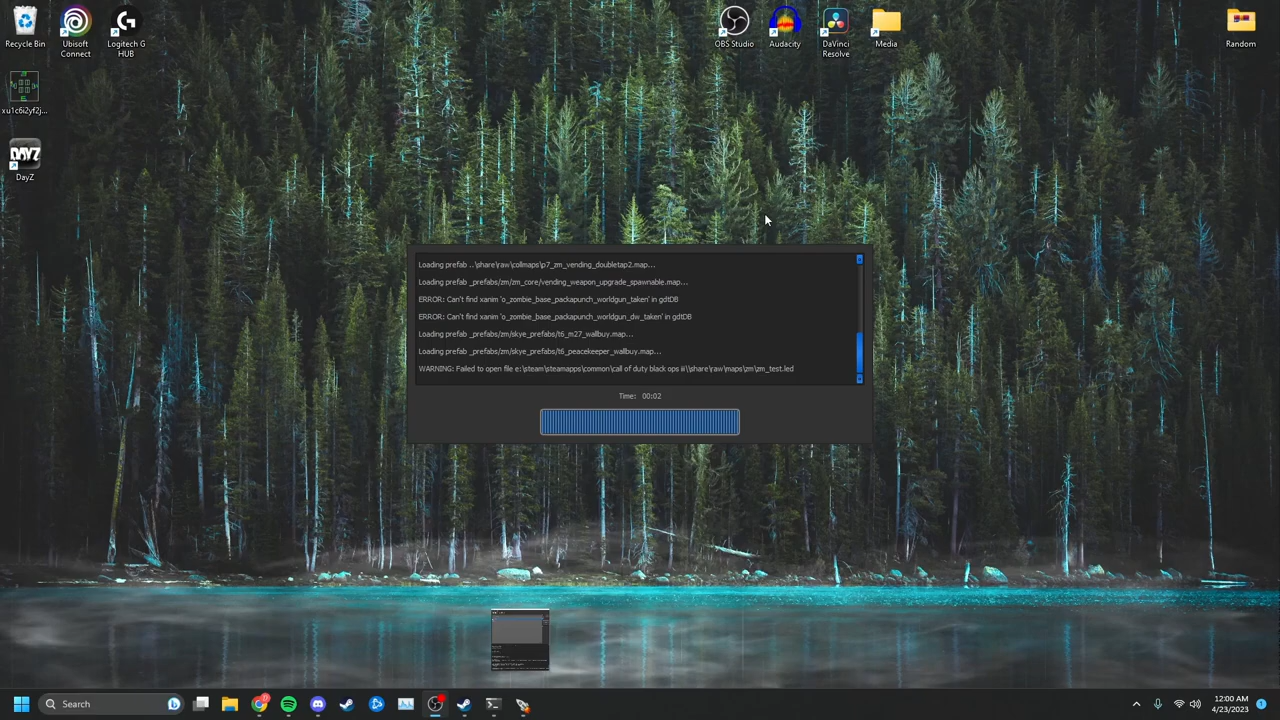 Recycle Bin
Ubisoft
Connect
Logitech G
HUB
OBS Studio
Audacity
DaVinci
Resolve
Media
Random
xu1c6i2yf2j...
DAYZ
DayZ
Loading prefab ..\share\raw\collmaps\p7_zm_vending_doubletap2.map...
Loading prefab _prefabs/zm/zm_core/vending_weapon_upgrade_spawnable.map...
ERROR: Can't find xanim 'o_zombie_base_packapunch_worldgun_taken' in gdtDB
ERROR: Can't find xanim 'o_zombie_base_packapunch_worldgun_dw_taken' in gdtDB
Loading prefab _prefabs/zm/skye_prefabs/t6_m27_wallbuy.map...
Loading prefab _prefabs/zm/skye_prefabs/t6_peacekeeper_wallbuy.map...
WARNING: Failed to open file e:\steam\steamapps\common\call of duty black ops iii\\share\raw\maps\zm\zm_test.led
Time: 00:02
Search
12:00 AM
4/23/2023